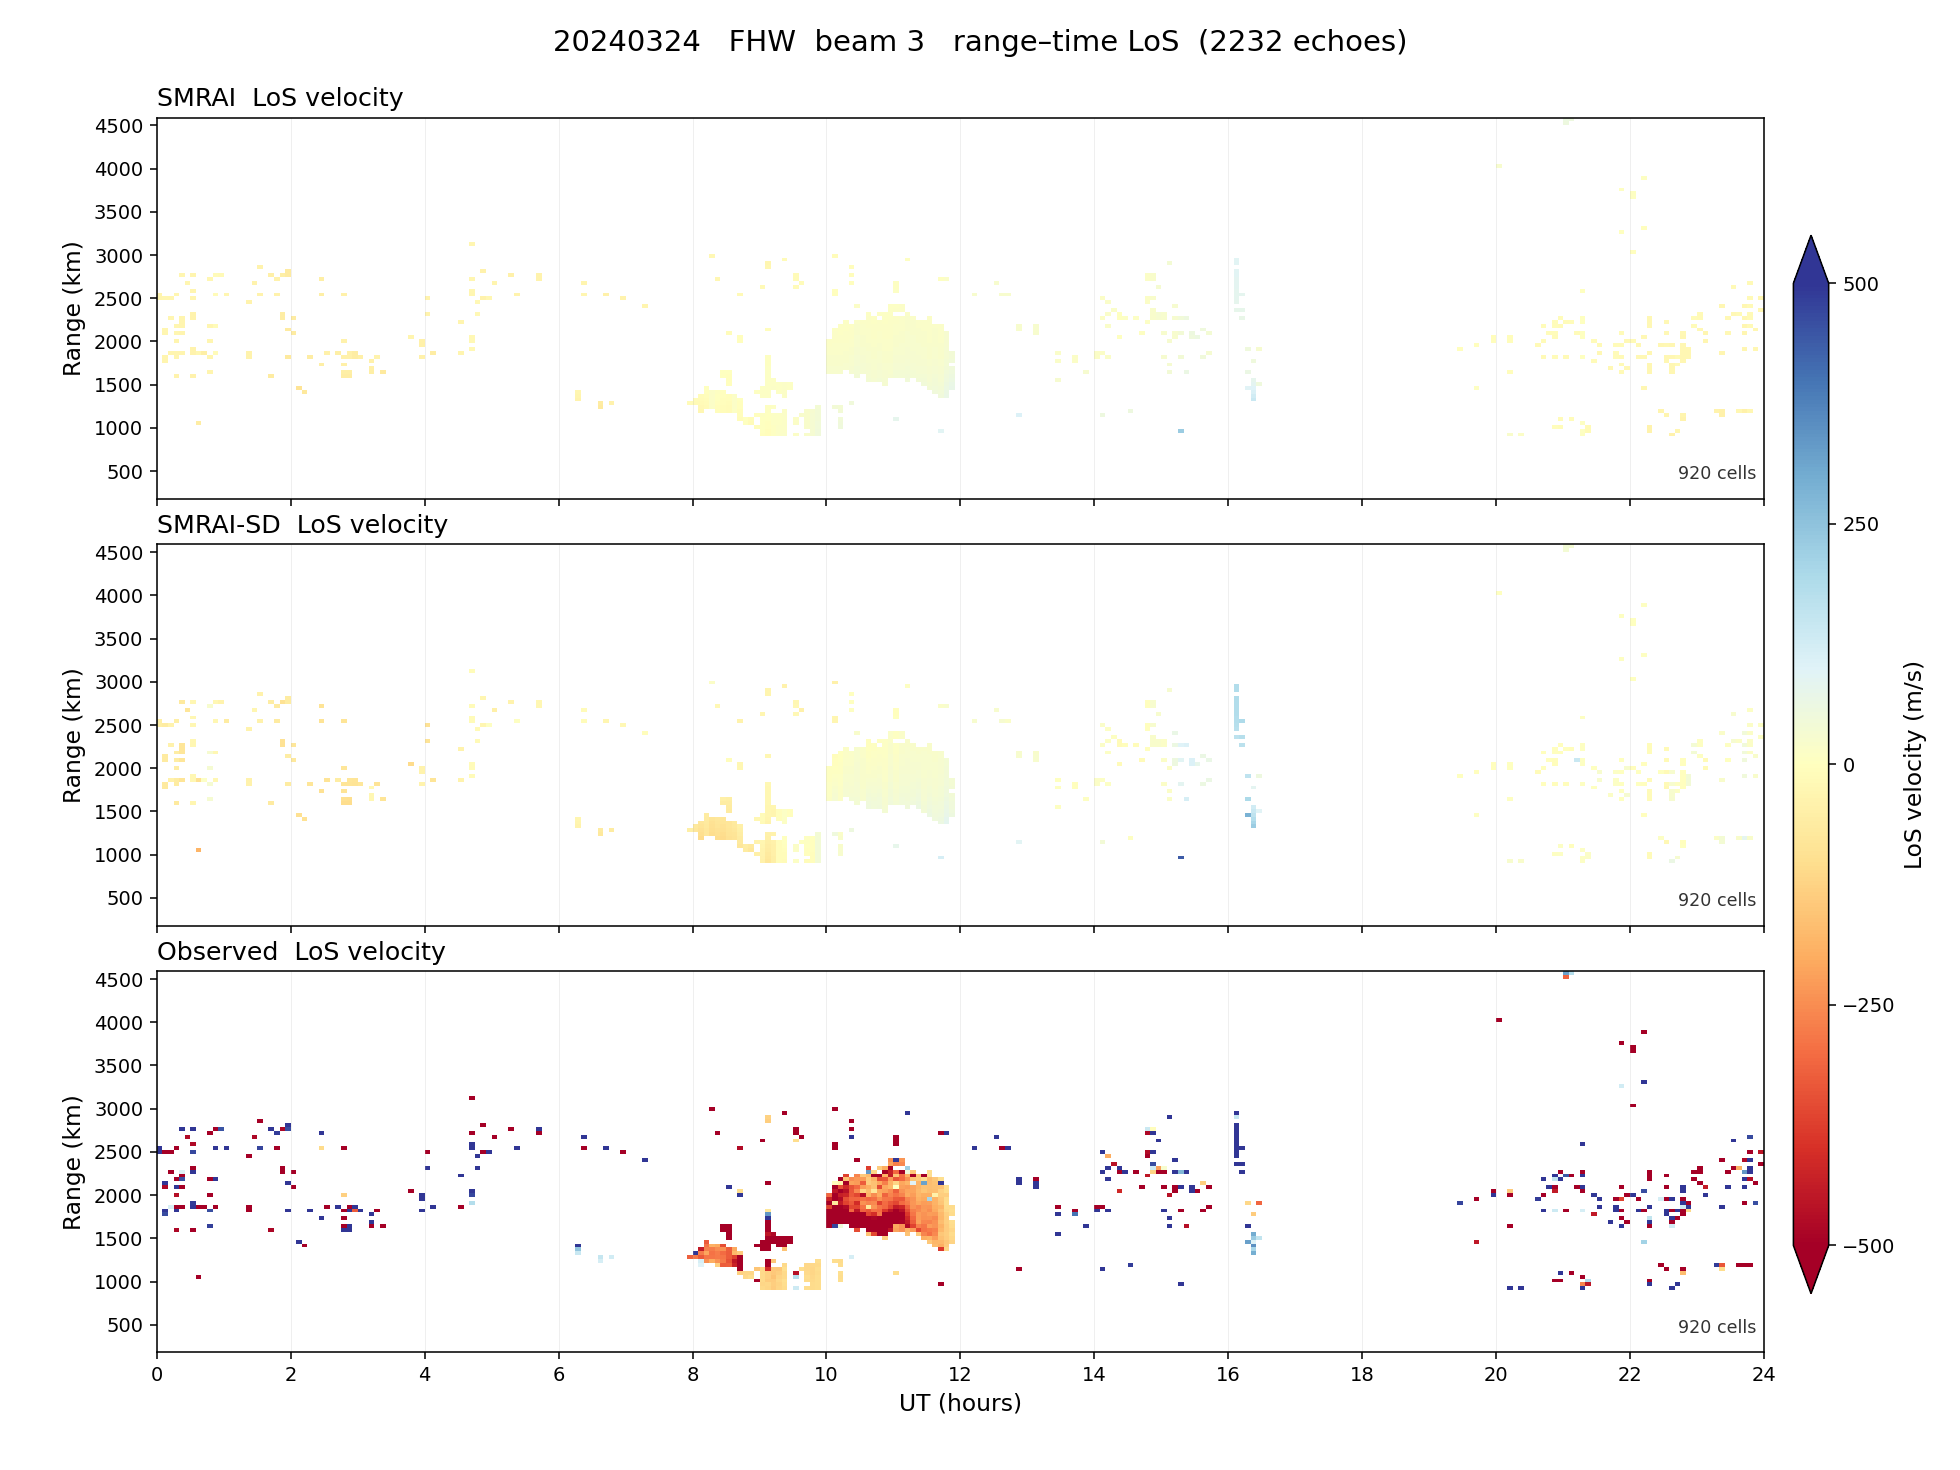 20240324   FHW  beam 3   range–time LoS  (2232 echoes)
SMRAI  LoS velocity
4500
4000
3500
3000
2500
2000
1500
1000
500
Range (km)
920 cells
SMRAI-SD  LoS velocity
4500
4000
3500
3000
2500
2000
1500
1000
500
Range (km)
920 cells
Observed  LoS velocity
4500
4000
3500
3000
2500
2000
1500
1000
500
Range (km)
920 cells
0 2 4 6 8 10 12 14 16 18 20 22 24
UT (hours)
500
250
0
−250
−500
LoS velocity (m/s)